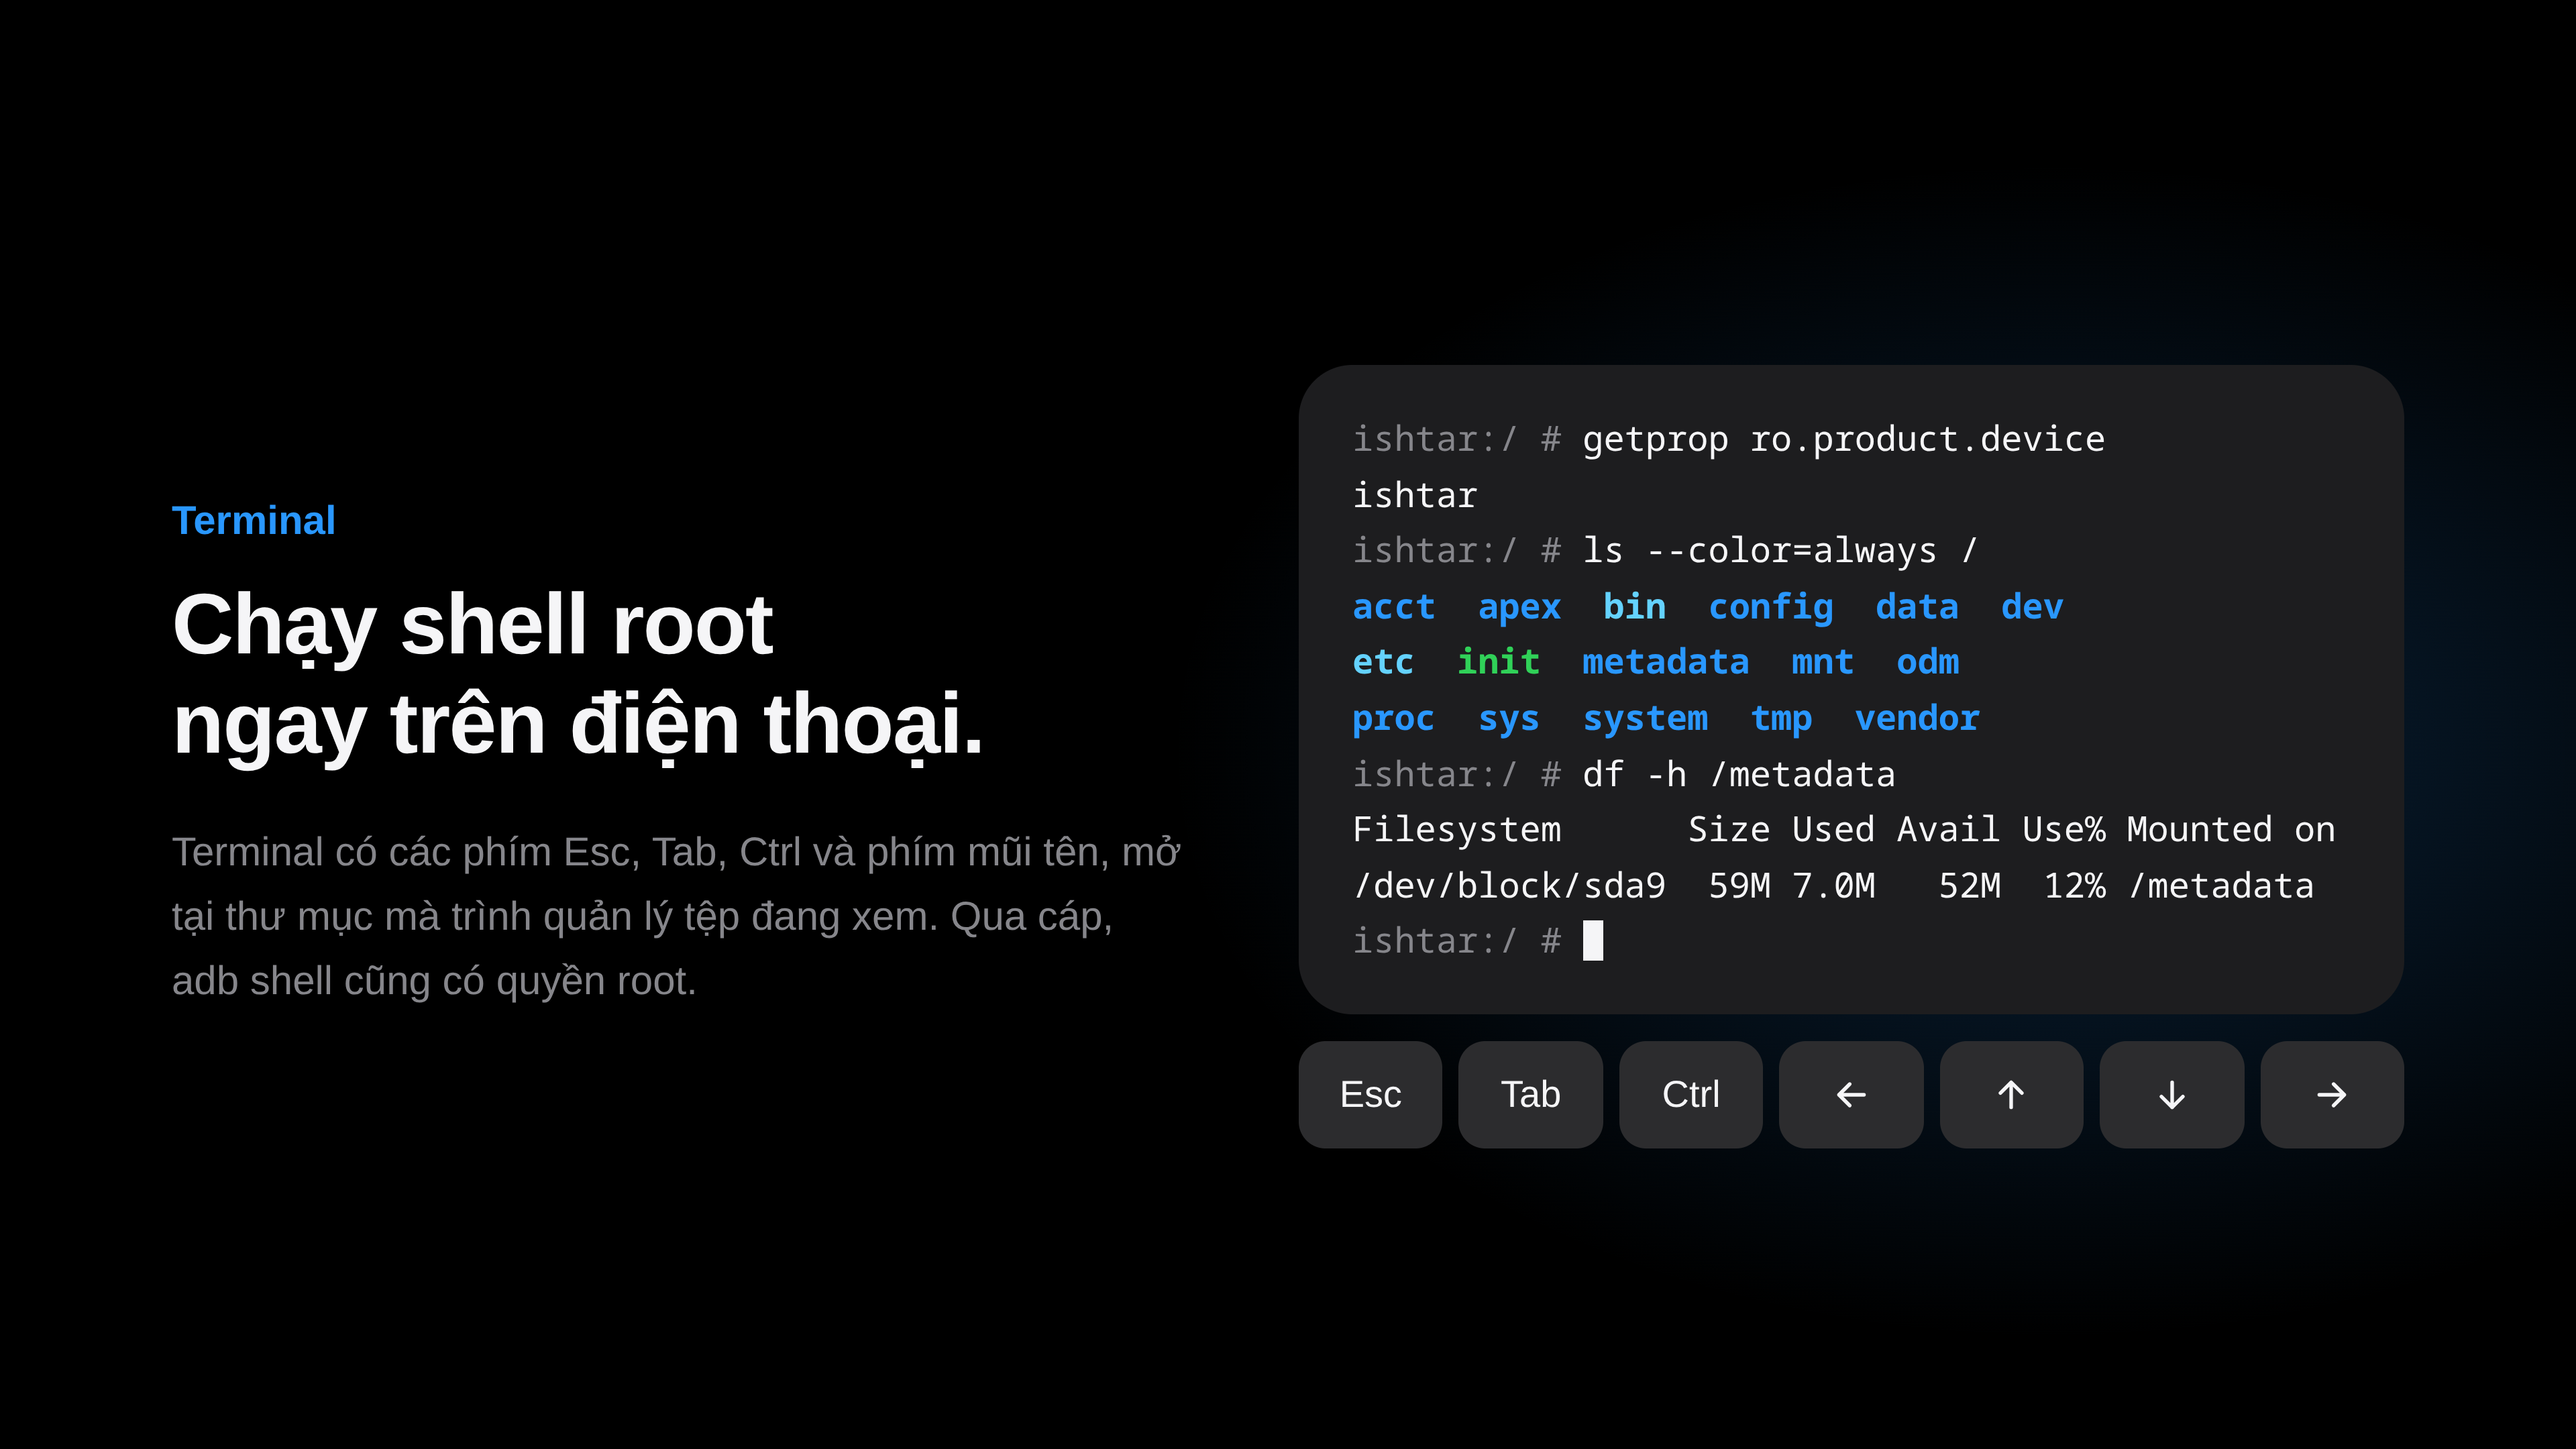 Terminal
Chạy shell root
ngay trên điện thoại.
Terminal có các phím Esc, Tab, Ctrl và phím mũi tên, mở
tại thư mục mà trình quản lý tệp đang xem. Qua cáp,
adb shell cũng có quyền root.
ishtar:/ # getprop ro.product.device
ishtar
ishtar:/ # ls --color=always /
acct  apex  bin  config  data  dev
etc  init  metadata  mnt  odm
proc  sys  system  tmp  vendor
ishtar:/ # df -h /metadata
Filesystem      Size Used Avail Use% Mounted on
/dev/block/sda9  59M 7.0M   52M  12% /metadata
ishtar:/ #
Esc Tab Ctrl ← ↑ ↓ →